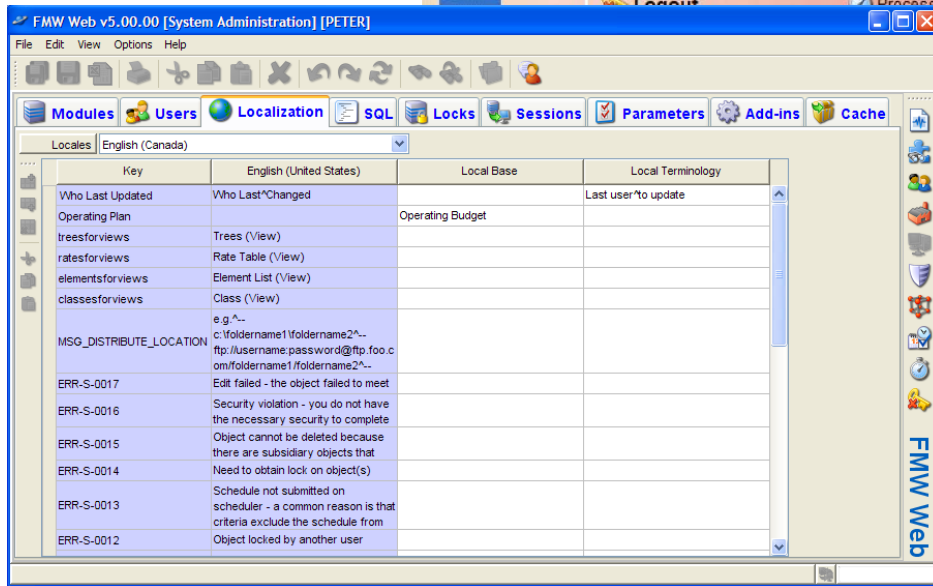 Logout
Process
FMW Web v5.00.00 [System Administration] [PETER]
File Edit View Options Help
Modules Users Localization SQL Locks Sessions Parameters Add-ins Cache
Locales English (Canada)
Key English (United States) Local Base Local Terminology
Who Last Updated Who Last^Changed Last user^to update
Operating Plan Operating Budget
treesforviews Trees (View)
ratesforviews Rate Table (View)
elementsforviews Element List (View)
classesforviews Class (View)
MSG_DISTRIBUTE_LOCATION e.g.^--
c:\foldername1\foldername2^--
ftp://username:password@ftp.foo.c
om/foldername1/foldername2^--
ERR-S-0017 Edit failed - the object failed to meet
ERR-S-0016 Security violation - you do not have
the necessary security to complete
ERR-S-0015 Object cannot be deleted because
there are subsidiary objects that
ERR-S-0014 Need to obtain lock on object(s)
ERR-S-0013 Schedule not submitted on
scheduler - a common reason is that
criteria exclude the schedule from
ERR-S-0012 Object locked by another user
FMW Web